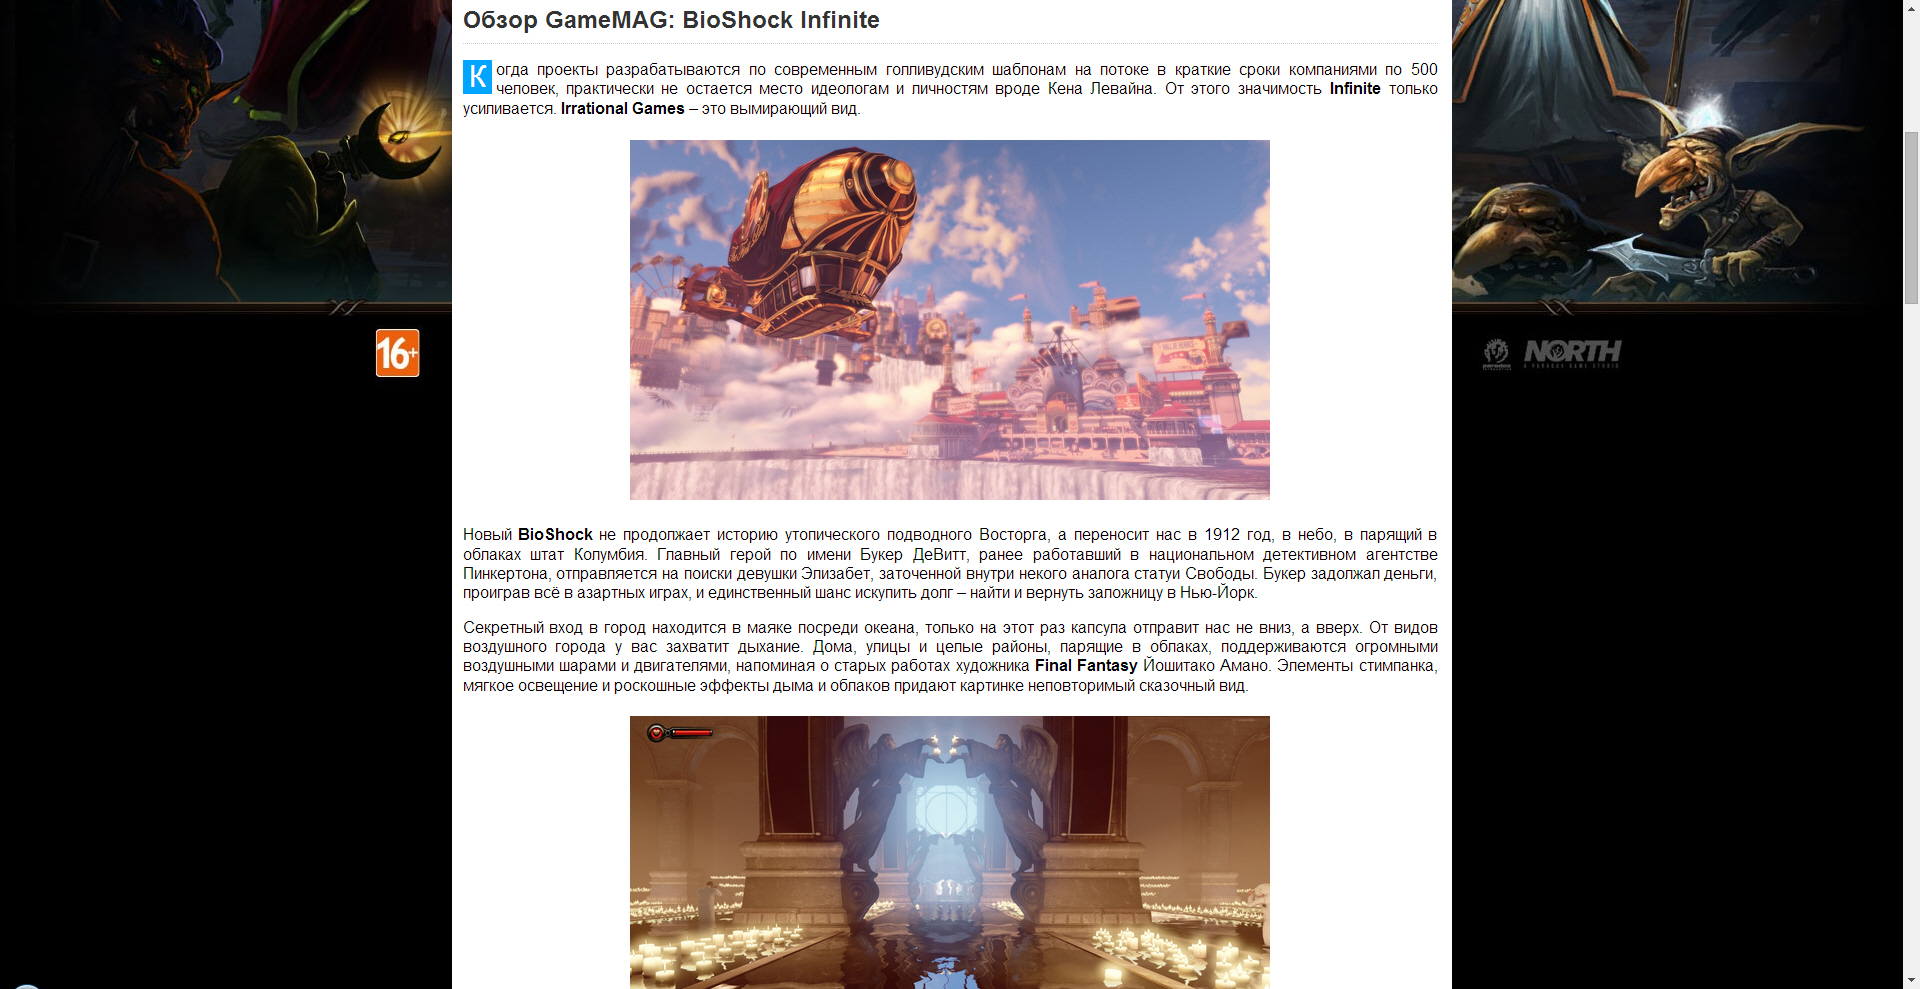 Обзор GameMAG: BioShock Infinite
Когда проекты разрабатываются по современным голливудским шаблонам на потоке в краткие сроки компаниями по 500
человек, практически не остается место идеологам и личностям вроде Кена Левайна. От этого значимость Infinite только
усиливается. Irrational Games – это вымирающий вид.
16+
NORTH
A PARADOX GAME STUDIO
Новый BioShock не продолжает историю утопического подводного Восторга, а переносит нас в 1912 год, в небо, в парящий в
облаках штат Колумбия. Главный герой по имени Букер ДеВитт, ранее работавший в национальном детективном агентстве
Пинкертона, отправляется на поиски девушки Элизабет, заточенной внутри некого аналога статуи Свободы. Букер задолжал деньги,
проиграв всё в азартных играх, и единственный шанс искупить долг – найти и вернуть заложницу в Нью-Йорк.
Секретный вход в город находится в маяке посреди океана, только на этот раз капсула отправит нас не вниз, а вверх. От видов
воздушного города у вас захватит дыхание. Дома, улицы и целые районы, парящие в облаках, поддерживаются огромными
воздушными шарами и двигателями, напоминая о старых работах художника Final Fantasy Йошитако Амано. Элементы стимпанка,
мягкое освещение и роскошные эффекты дыма и облаков придают картинке неповторимый сказочный вид.